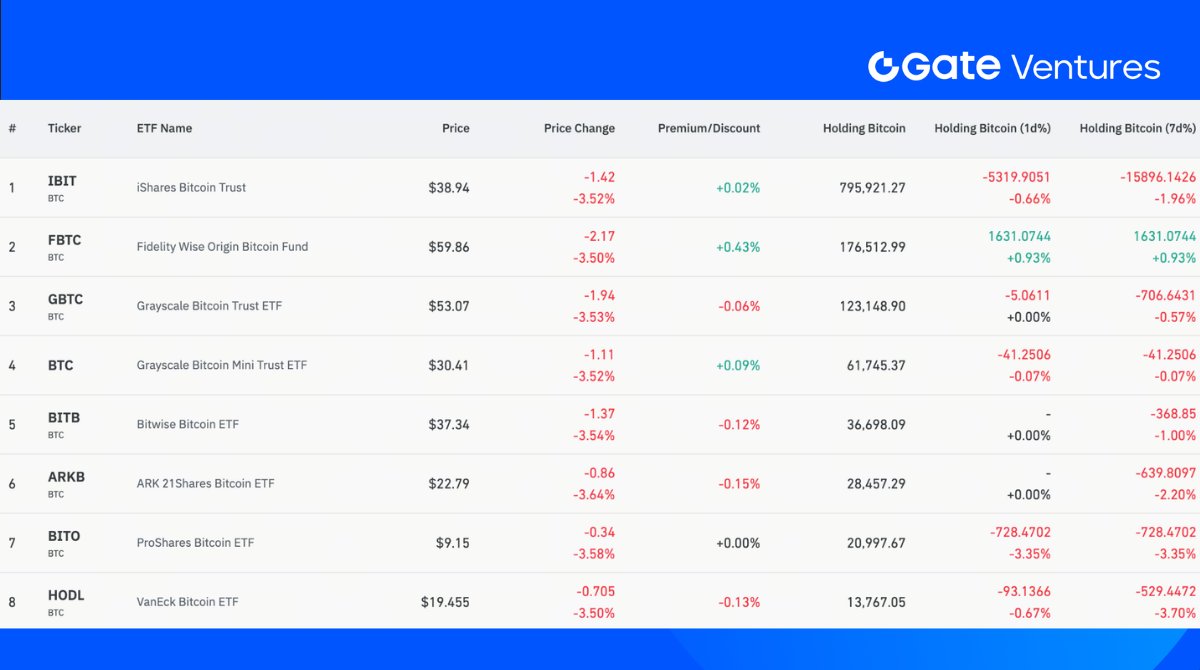 Gate Ventures
# Ticker ETF Name Price Price Change Premium/Discount Holding Bitcoin Holding Bitcoin (1d%) Holding Bitcoin (7d%)
1 IBIT BTC iShares Bitcoin Trust $38.94 -1.42 -3.52% +0.02% 795,921.27 -5319.9051 -0.66% -15896.1426 -1.96%
2 FBTC BTC Fidelity Wise Origin Bitcoin Fund $59.86 -2.17 -3.50% +0.43% 176,512.99 1631.0744 +0.93% 1631.0744 +0.93%
3 GBTC BTC Grayscale Bitcoin Trust ETF $53.07 -1.94 -3.53% -0.06% 123,148.90 -5.0611 +0.00% -706.6431 -0.57%
4 BTC Grayscale Bitcoin Mini Trust ETF $30.41 -1.11 -3.52% +0.09% 61,745.37 -41.2506 -0.07% -41.2506 -0.07%
5 BITB BTC Bitwise Bitcoin ETF $37.34 -1.37 -3.54% -0.12% 36,698.09 - +0.00% -368.85 -1.00%
6 ARKB BTC ARK 21Shares Bitcoin ETF $22.79 -0.86 -3.64% -0.15% 28,457.29 - +0.00% -639.8097 -2.20%
7 BITO BTC ProShares Bitcoin ETF $9.15 -0.34 -3.58% +0.00% 20,997.67 -728.4702 -3.35% -728.4702 -3.35%
8 HODL BTC VanEck Bitcoin ETF $19.455 -0.705 -3.50% -0.13% 13,767.05 -93.1366 -0.67% -529.4472 -3.70%